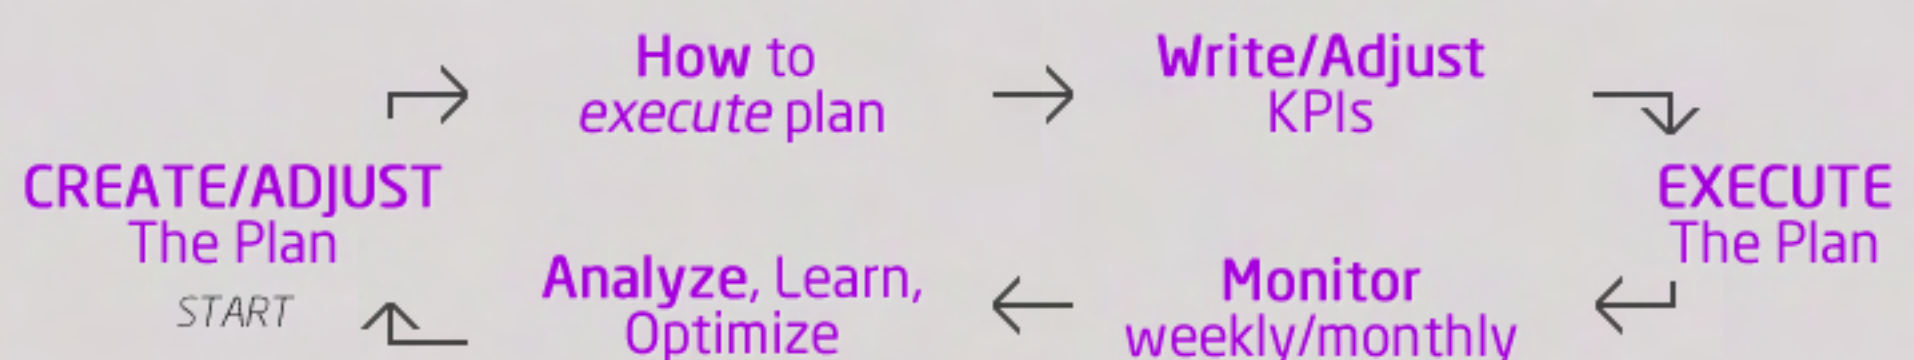 CREATE/ADJUST
The Plan
START
How to
execute plan
Write/Adjust
KPIs
EXECUTE
The Plan
Monitor
weekly/monthly
Analyze, Learn,
Optimize